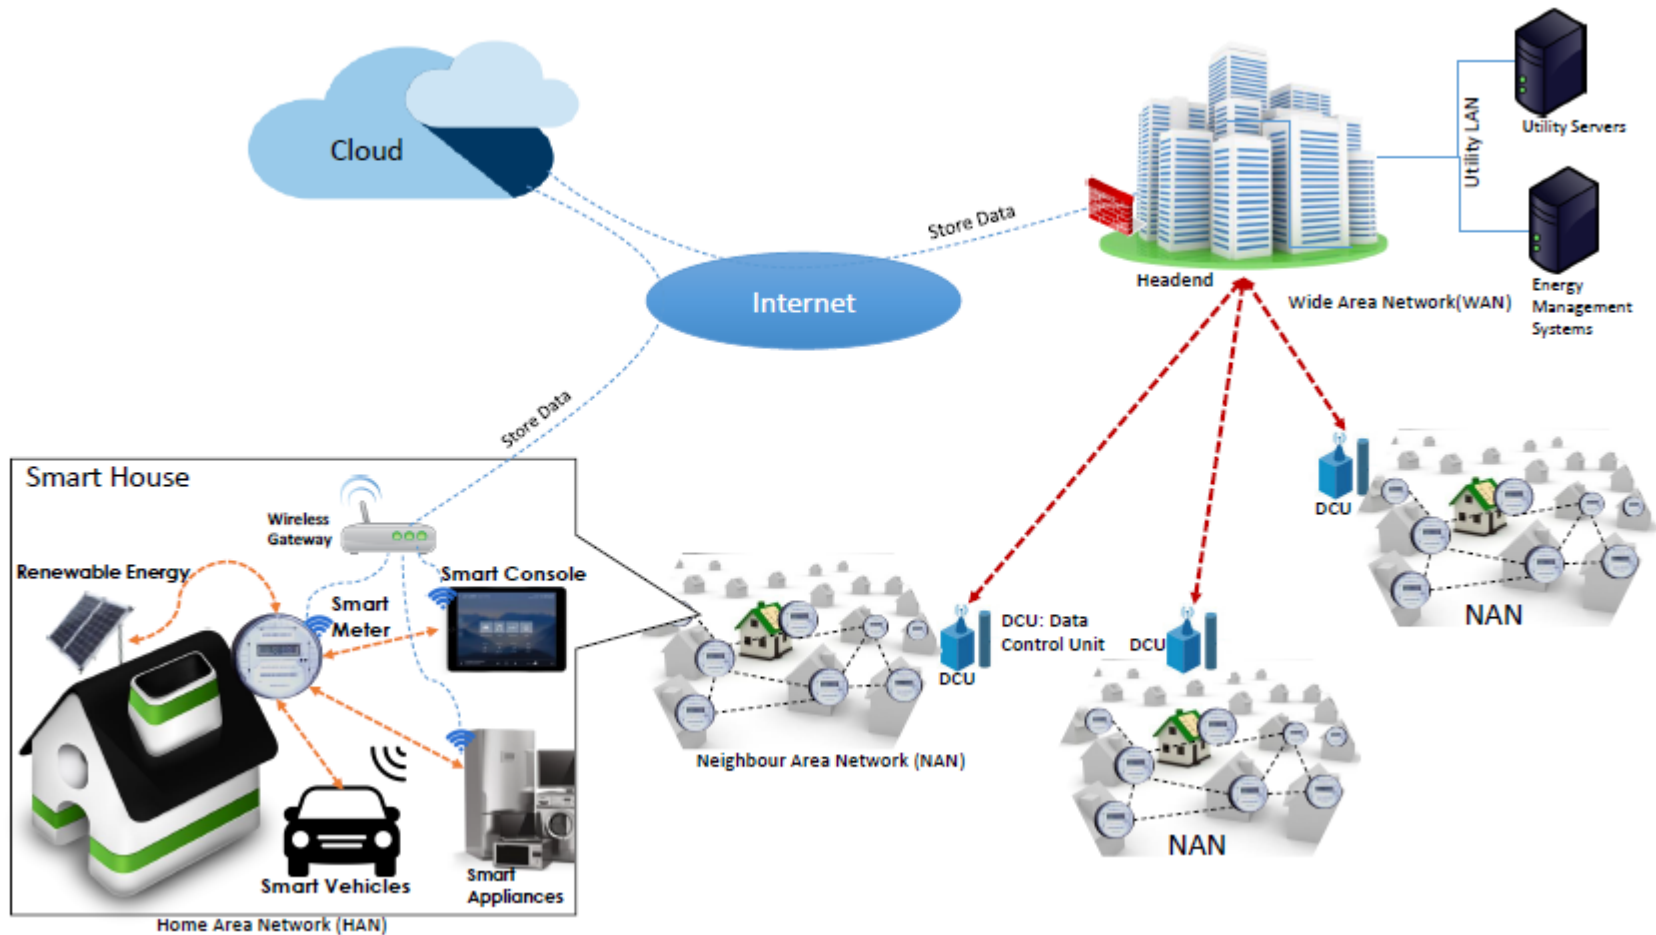 Cloud
Store Data
Internet
Headend
Wide Area Network(WAN)
Utility LAN
Utility Servers
Energy
Management
Systems
Store Data
Smart House
Wireless
Gateway
Renewable Energy
Smart
Meter
Smart Console
Smart Vehicles
Smart
Appliances
Home Area Network (HAN)
Neighbour Area Network (NAN)
DCU
DCU: Data
Control Unit
DCU
NAN
DCU
NAN